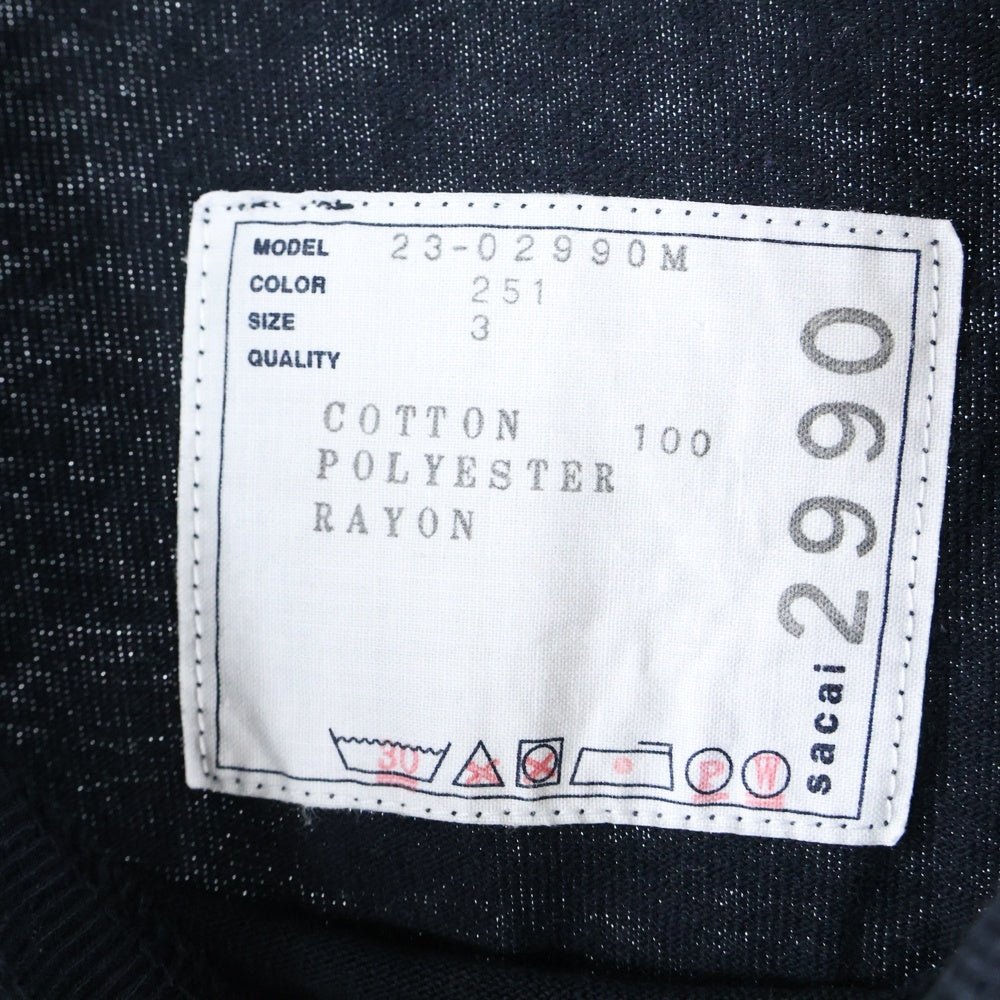 MODEL 23-02990M
COLOR 251
SIZE 3
QUALITY
COTTON 100
POLYESTER
RAYON
30
P
W
sacai 2990